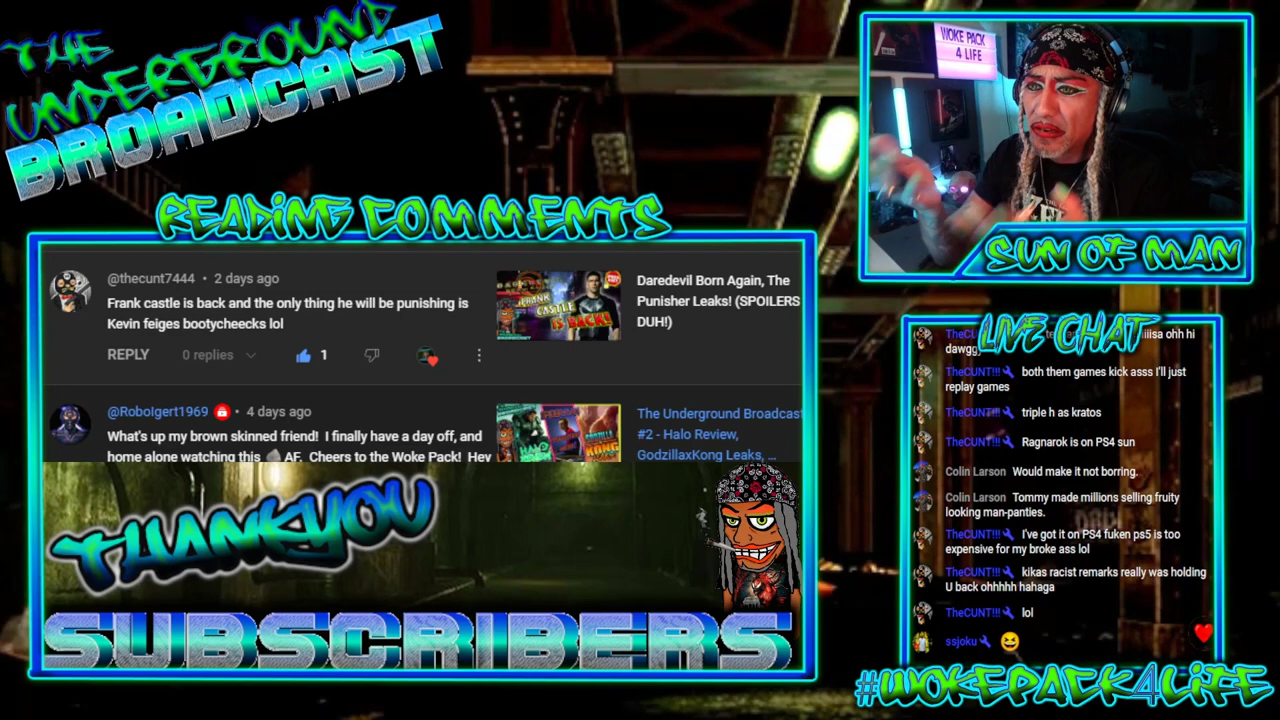 THE
UNDERGROUND
BROADCAST
WOKE PACK
4 LIFE
READING COMMENTS
SUN OF MAN
@thecunt7444 • 2 days ago
Frank castle is back and the only thing he will be punishing is
Kevin feiges bootycheecks lol
REPLY 0 replies 1
FRANK
CASTLE
IS BACK!
Daredevil Born Again, The
Punisher Leaks! (SPOILERS
DUH!)
@RoboIgert1969 • 4 days ago
What's up my brown skinned friend! I finally have a day off, and
home alone watching this AF. Cheers to the Woke Pack! Hey
The Underground Broadcast
#2 - Halo Review,
GodzillaxKong Leaks, ...
THANKYOU
SUBSCRIBERS
LIVE CHAT
ohh hi
dawgg
TheCUNT!!! both them games kick asss I'll just
replay games
TheCUNT!!! triple h as kratos
TheCUNT!!! Ragnarok is on PS4 sun
Colin Larson Would make it not borring.
Colin Larson Tommy made millions selling fruity
looking man-panties.
TheCUNT!!! I've got it on PS4 fuken ps5 is too
expensive for my broke ass lol
TheCUNT!!! kikas racist remarks really was holding
U back ohhhhh hahaga
TheCUNT!!! lol
ssjoku 😆
#WOKEPACK4LIFE